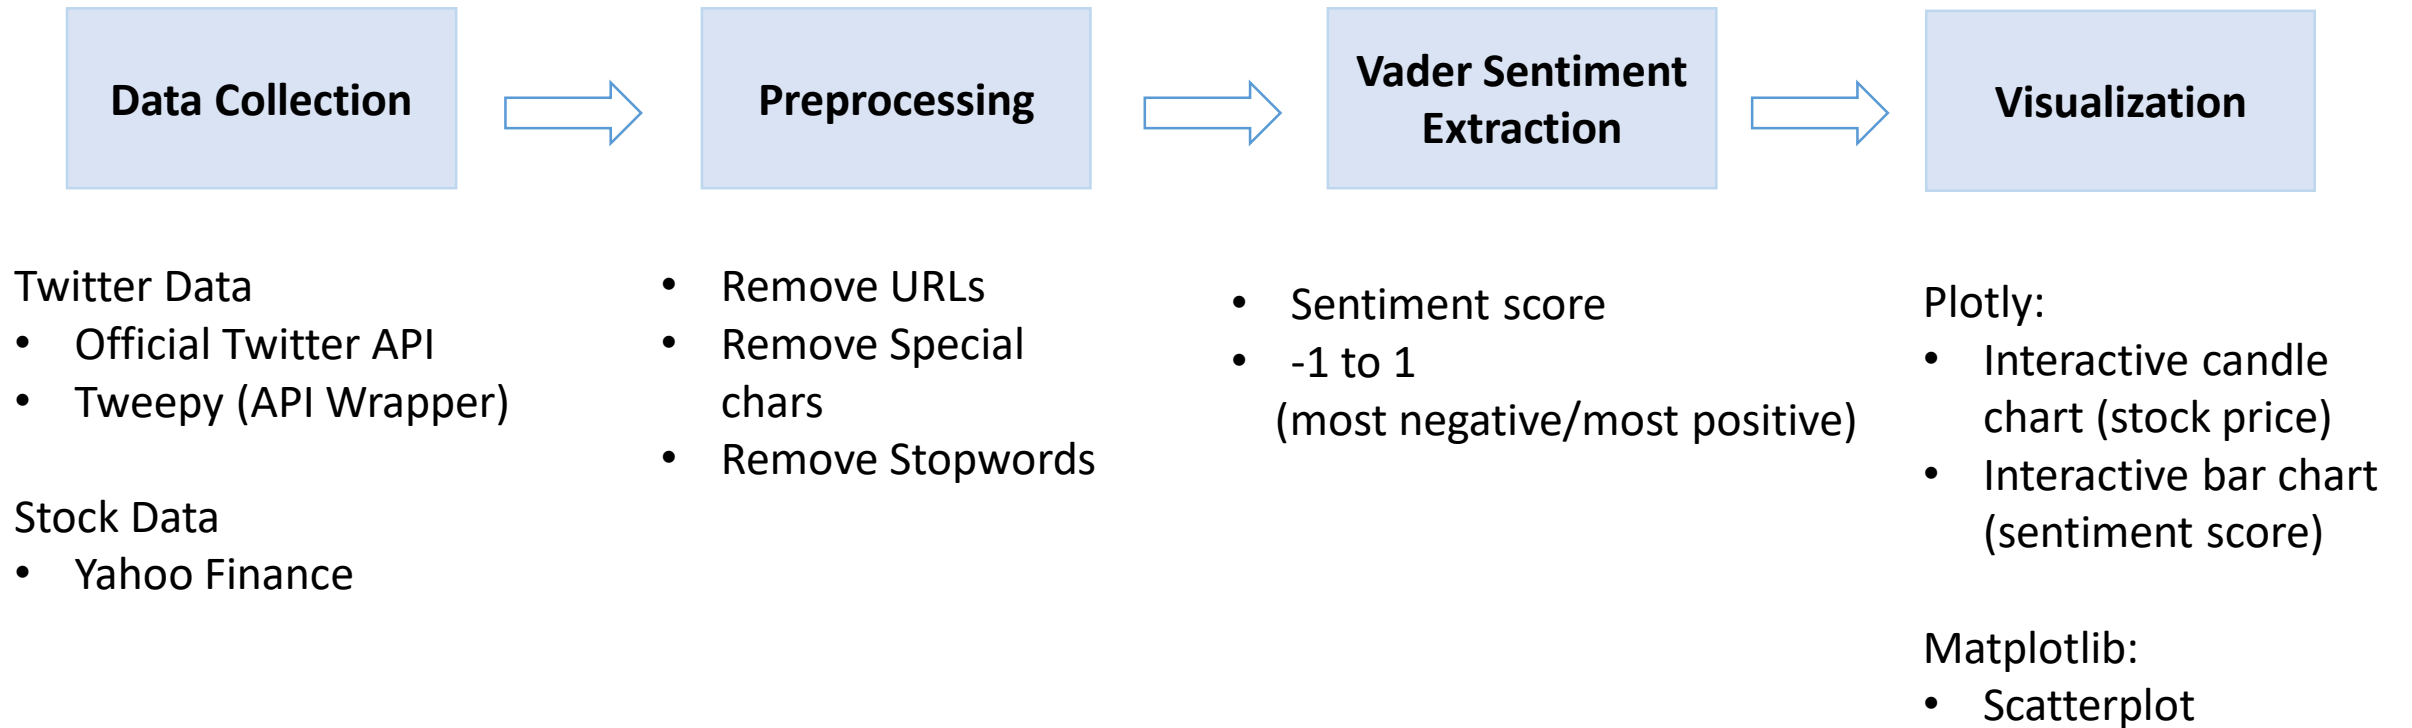 Data Collection
Preprocessing
Vader Sentiment
Extraction
Visualization
Twitter Data
• Official Twitter API
• Tweepy (API Wrapper)
Stock Data
• Yahoo Finance
• Remove URLs
• Remove Special
chars
• Remove Stopwords
• Sentiment score
• -1 to 1
(most negative/most positive)
Plotly:
• Interactive candle
chart (stock price)
• Interactive bar chart
(sentiment score)
Matplotlib:
• Scatterplot